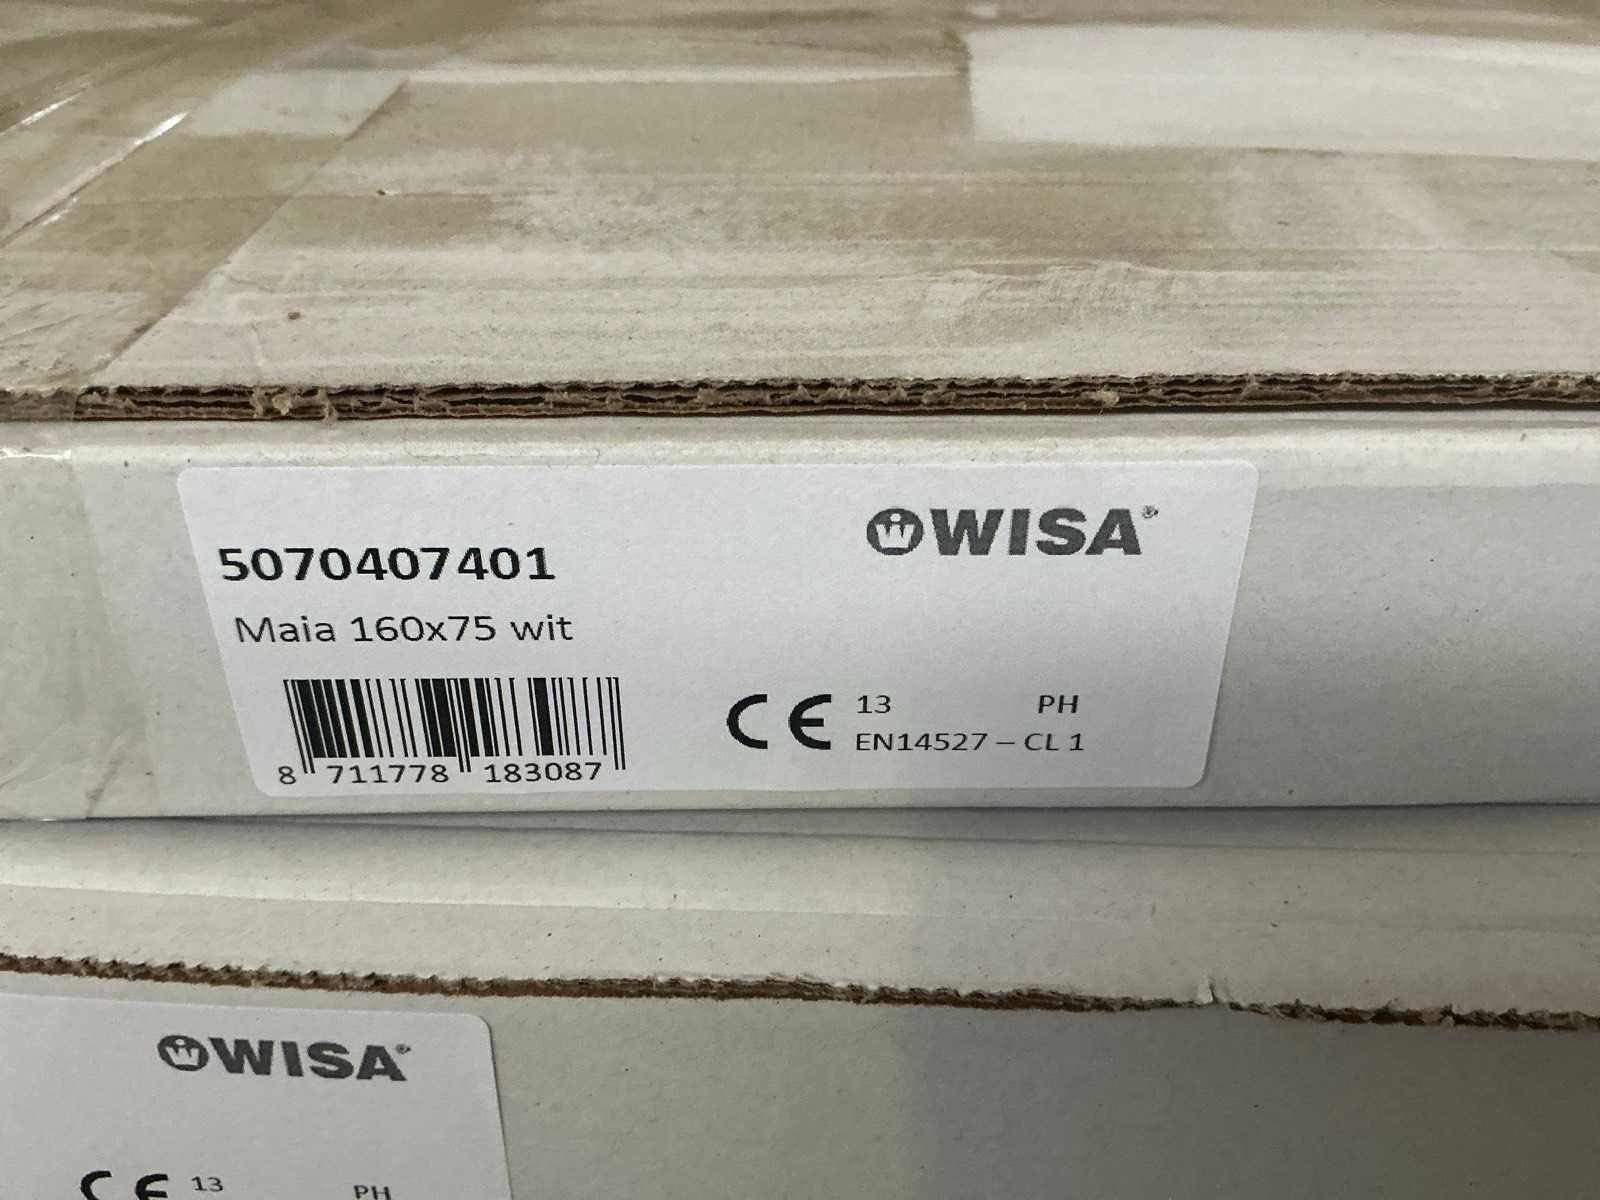 WISA®
5070407401
Maia 160x75 wit
CE 13 PH
EN14527 – CL 1
8 711778 183087
WISA®
CE 13 PH